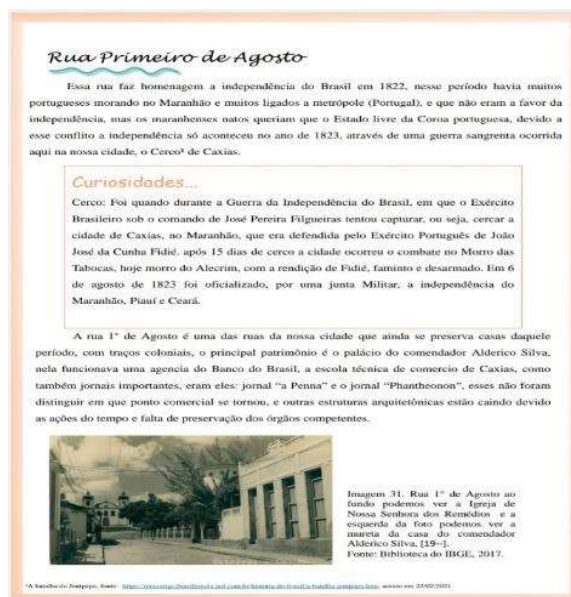 Rua Primeiro de Agosto
Essa rua faz homenagem a independência do Brasil em 1822, nesse período havia muitos
portugueses morando no Maranhão e muitos ligados a metrópole (Portugal), e que não eram a favor da
independência, mas os maranhenses natos queriam que o Estado livre da Coroa portuguesa, devido a
esse conflito a independência só aconteceu no ano de 1823, através de uma guerra sangrenta ocorrida
aqui na nossa cidade, o Cerco³ de Caxias.
Curiosidades...
Cerco: Foi quando durante a Guerra da Independência do Brasil, em que o Exército
Brasileiro sob o comando de José Pereira Filgueiras tentou capturar, ou seja, cercar a
cidade de Caxias, no Maranhão, que era defendida pelo Exército Português de João
José da Cunha Fidié. após 15 dias de cerco a cidade ocorreu o combate no Morro das
Tabocas, hoje morro do Alecrim, com a rendição de Fidié, faminto e desarmado. Em 6
de agosto de 1823 foi oficializado, por uma junta Militar, a independência do
Maranhão, Piauí e Ceará.
A rua 1° de Agosto é uma das ruas da nossa cidade que ainda se preserva casas daquele
período, com traços coloniais, o principal patrimônio é o palácio do comendador Alderico Silva,
nela funcionava uma agencia do Banco do Brasil, a escola técnica de comercio de Caxias, como
também jornais importantes, eram eles: jornal “a Penna” e o jornal “Phantheonon”, esses não foram
distinguir em que ponto comercial se tornou, e outras estruturas arquitetônicas estão caindo devido
as ações do tempo e falta de preservação dos órgãos competentes.
Imagem 31. Rua 1° de Agosto ao
fundo podemos ver a Igreja de
Nossa Senhora dos Remédios e a
esquerda da foto podemos ver a
mureta da casa do comendador
Alderico Silva, [19--].
Fonte: Biblioteca do IBGE, 2017.
A batalha do Jenipapo, fonte: acesso em 22/02/2021